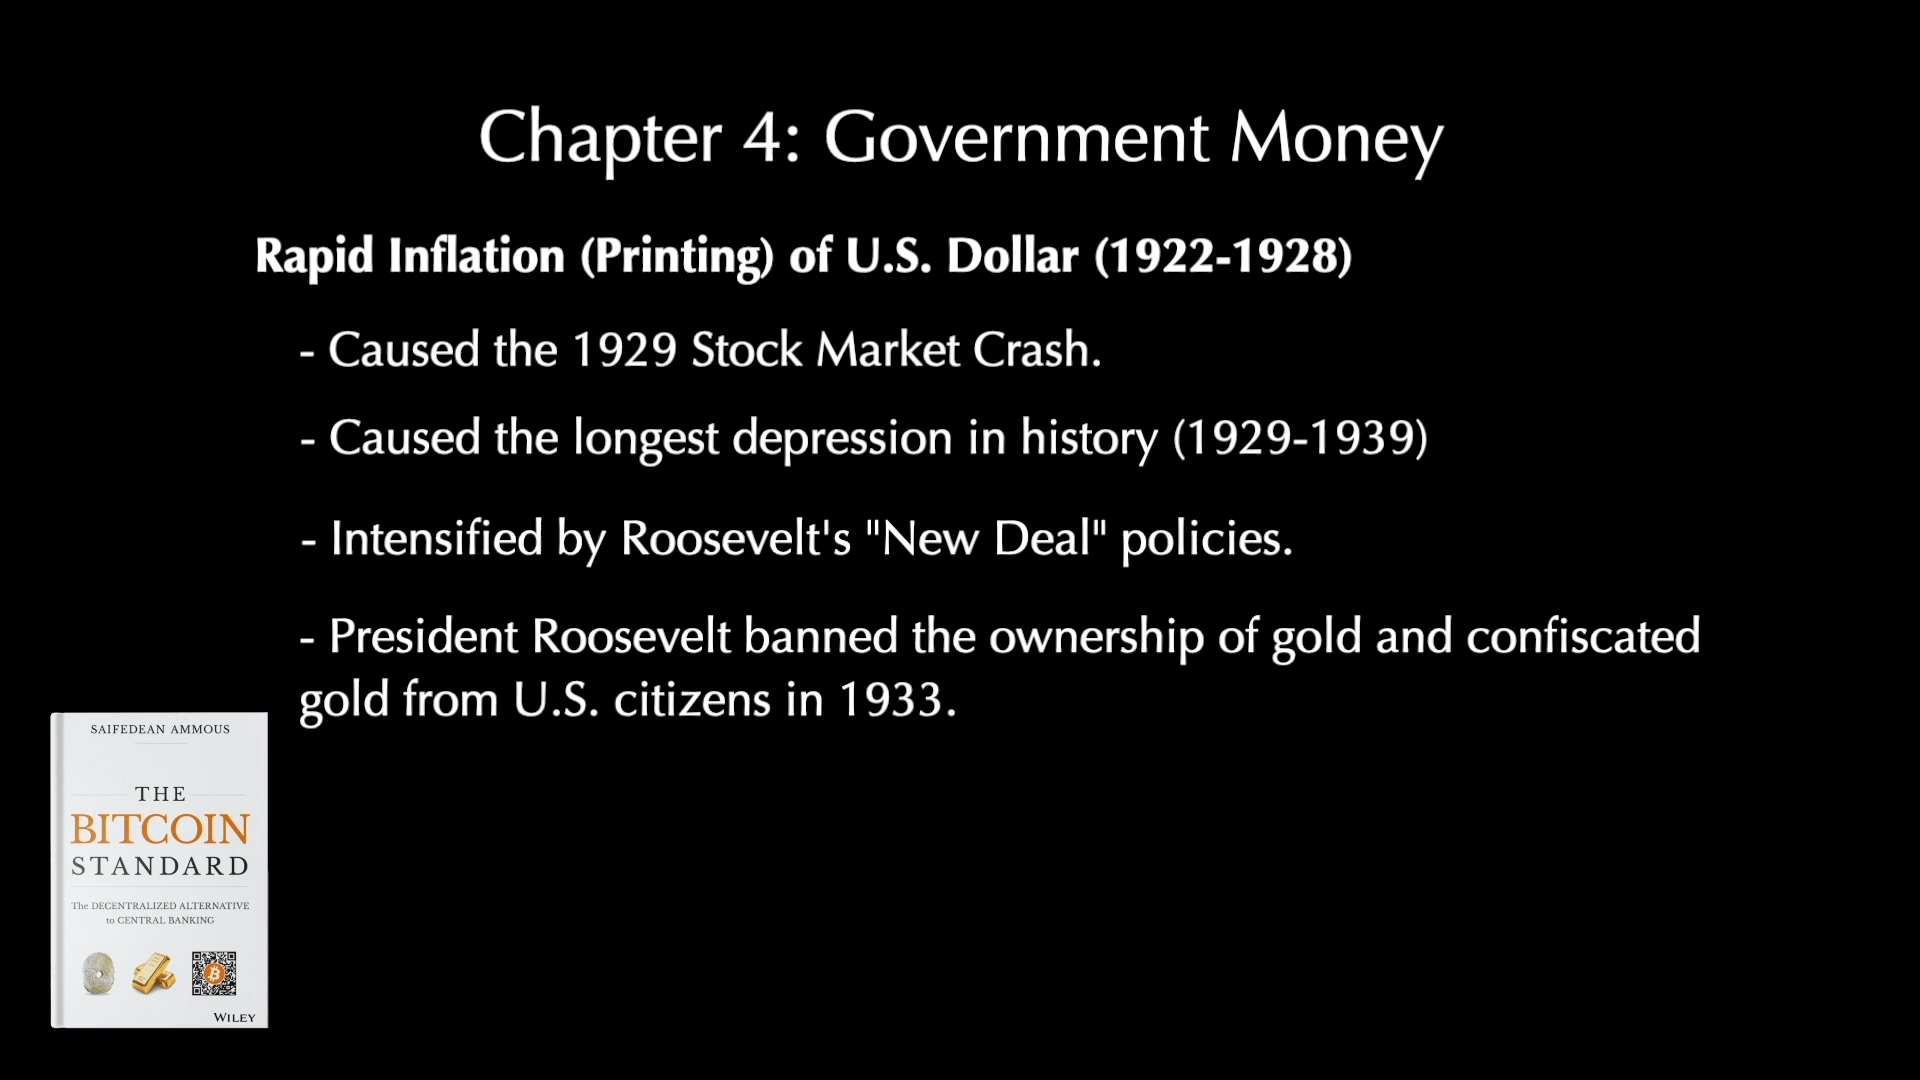 Chapter 4: Government Money
Rapid Inflation (Printing) of U.S. Dollar (1922-1928)
- Caused the 1929 Stock Market Crash.
- Caused the longest depression in history (1929-1939)
- Intensified by Roosevelt's "New Deal" policies.
- President Roosevelt banned the ownership of gold and confiscated
gold from U.S. citizens in 1933.
SAIFEDEAN AMMOUS
THE
BITCOIN
STANDARD
The DECENTRALIZED ALTERNATIVE
to CENTRAL BANKING
WILEY